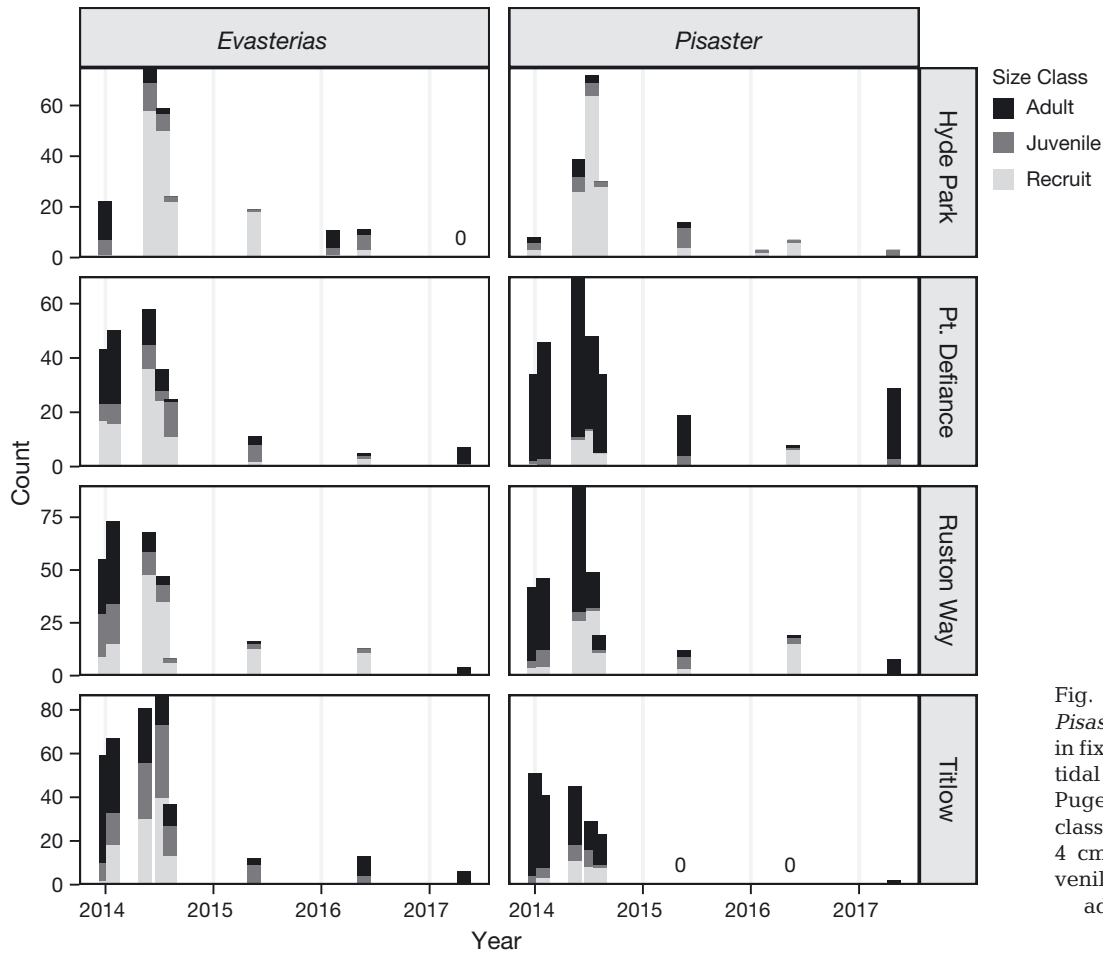 Evasterias
Pisaster
Size Class
Adult
Juvenile
Recruit
Hyde Park
Pt. Defiance
Ruston Way
Titlow
Count
60
40
20
0
0
60
40
20
0
75
50
25
0
80
60
40
20
0
0
0
2014
2015
2016
2017
2014
2015
2016
2017
Year
Fig.
Pisas
in fix
tidal
Puge
class
4 cm
venil